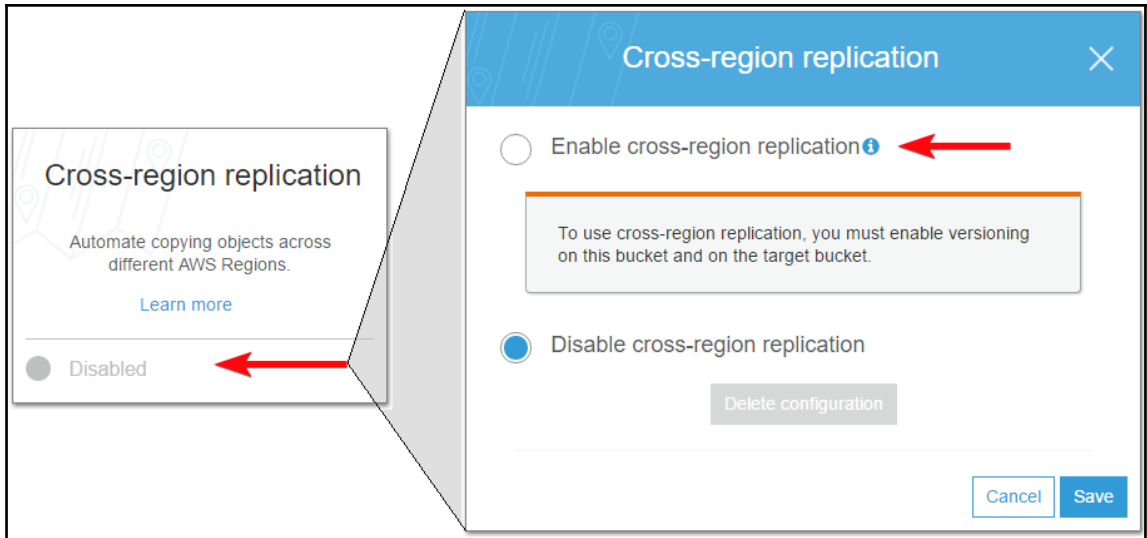 Cross-region replication
Automate copying objects across
different AWS Regions.
Learn more
Disabled
Cross-region replication
Enable cross-region replication
To use cross-region replication, you must enable versioning
on this bucket and on the target bucket.
Disable cross-region replication
Delete configuration
Cancel
Save